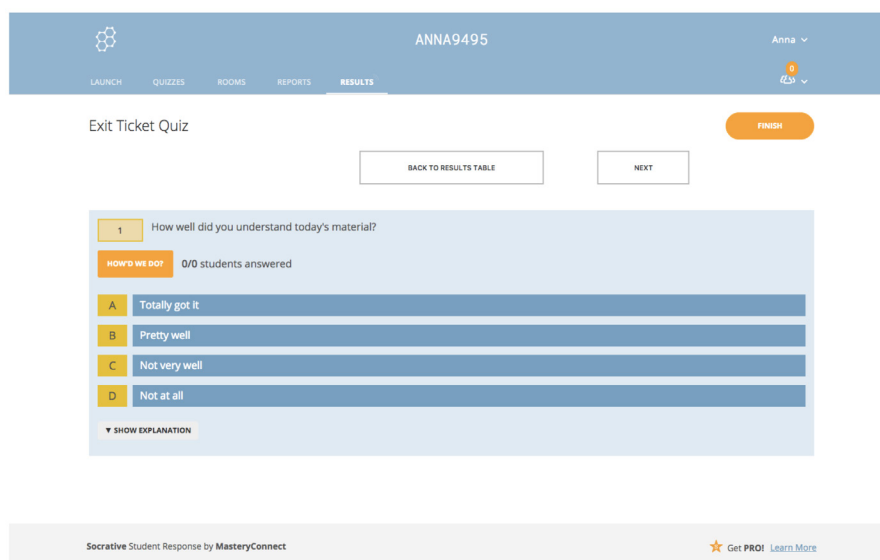 ANNA9495
Anna
0
LAUNCH QUIZZES ROOMS REPORTS RESULTS
Exit Ticket Quiz
FINISH
BACK TO RESULTS TABLE NEXT
1 How well did you understand today's material?
HOW'D WE DO? 0/0 students answered
A Totally got it
B Pretty well
C Not very well
D Not at all
▼ SHOW EXPLANATION
Socrative Student Response by MasteryConnect Get PRO! Learn More